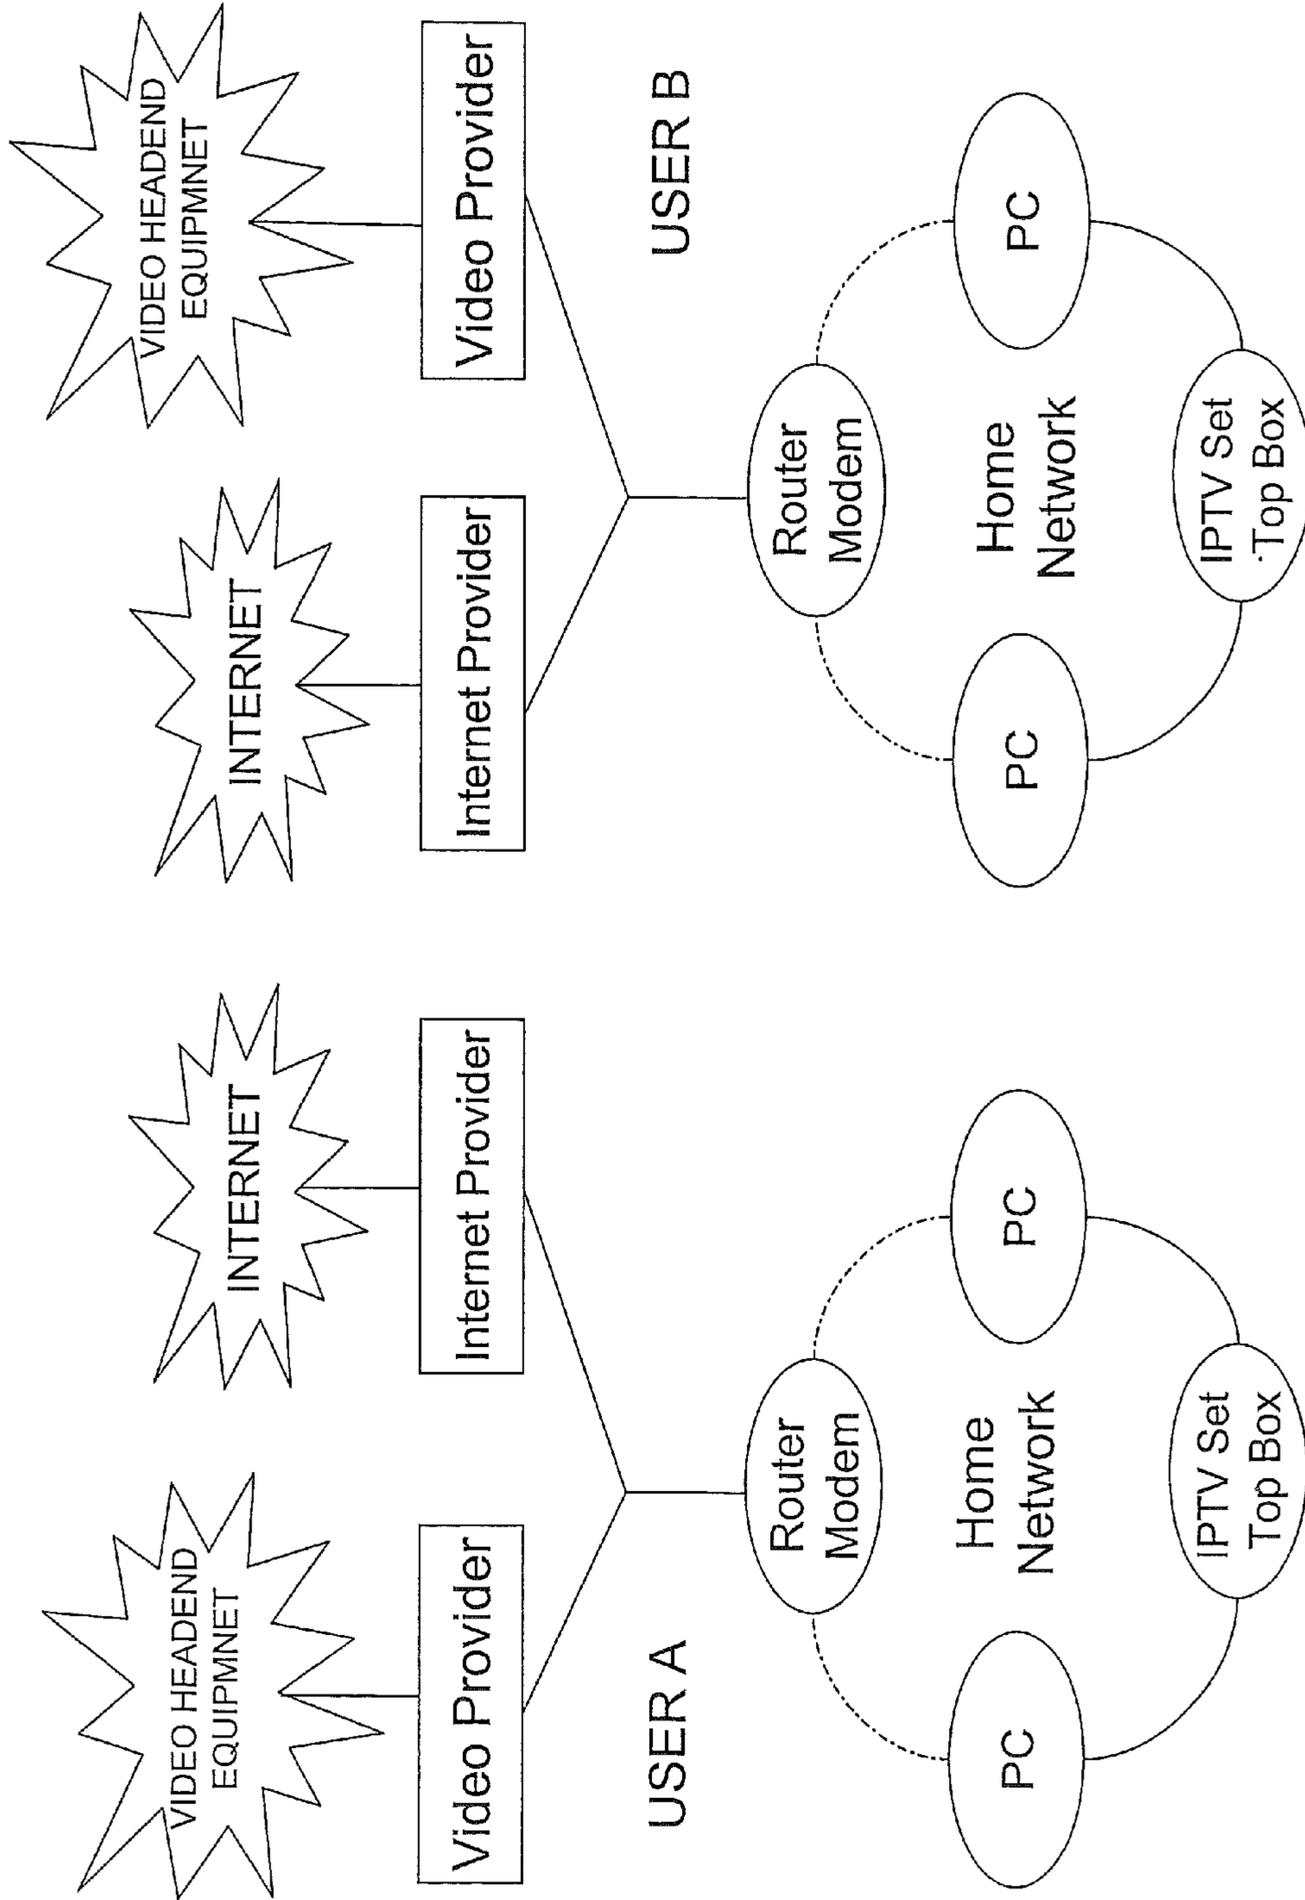 VIDEO HEADEND
EQUIPMNET
INTERNET
INTERNET
VIDEO HEADEND
EQUIPMNET
Video Provider
Internet Provider
Internet Provider
Video Provider
USER A
USER B
Router
Modem
Router
Modem
PC
Home
Network
PC
PC
Home
Network
PC
IPTV Set
Top Box
IPTV Set
Top Box